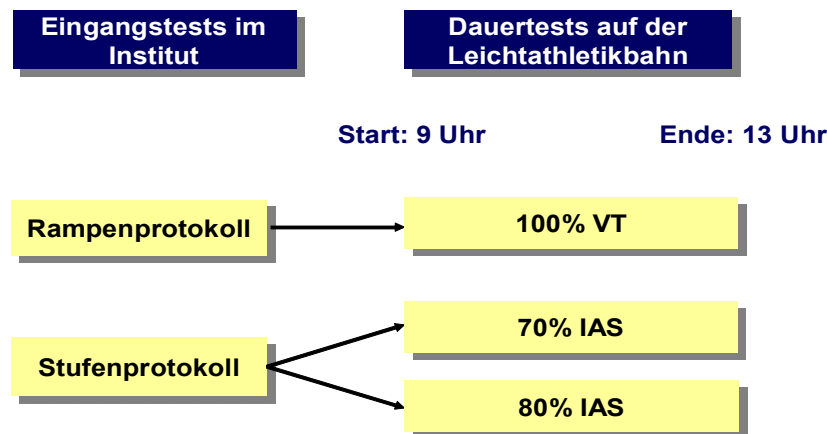 Eingangstests im
Institut
Dauertests auf der
Leichtathletikbahn
Start: 9 Uhr
Ende: 13 Uhr
Rampenprotokoll
100% VT
70% IAS
Stufenprotokoll
80% IAS